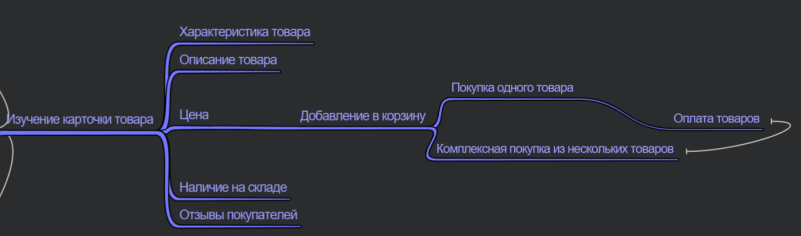 Характеристика товара
Описание товара
Изучение карточки товара
Цена
Добавление в корзину
Покупка одного товара
Оплата товаров
Комплексная покупка из нескольких товаров
Наличие на складе
Отзывы покупателей